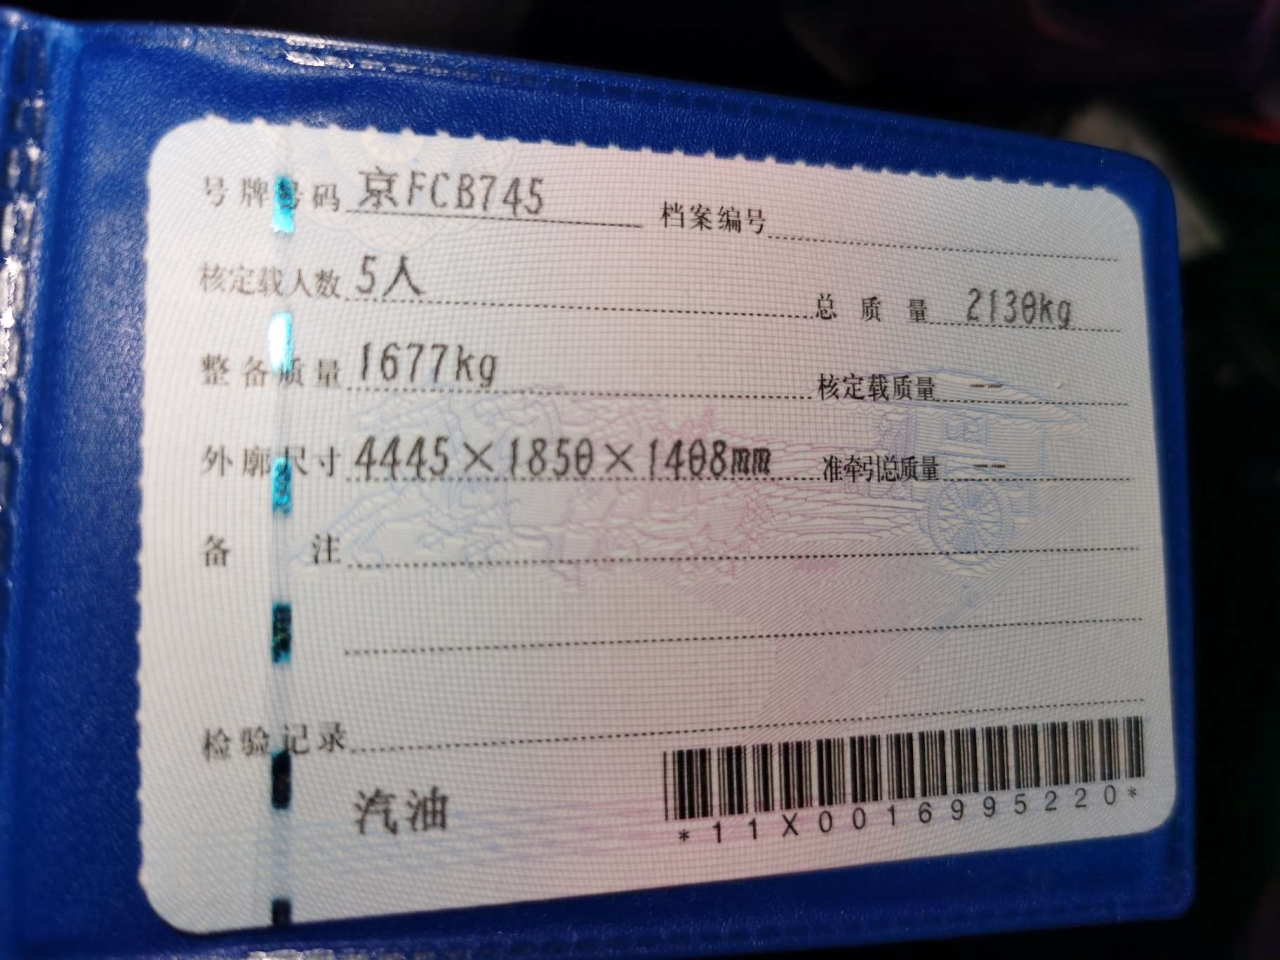 号牌号码 京FCB745 档案编号
核定载人数 5人 总质量 2130kg
整备质量 1677kg 核定载质量 --
外廓尺寸 4445×1850×1408mm 准牵引总质量 --
备注
检验记录
汽油
*11X0016995220*